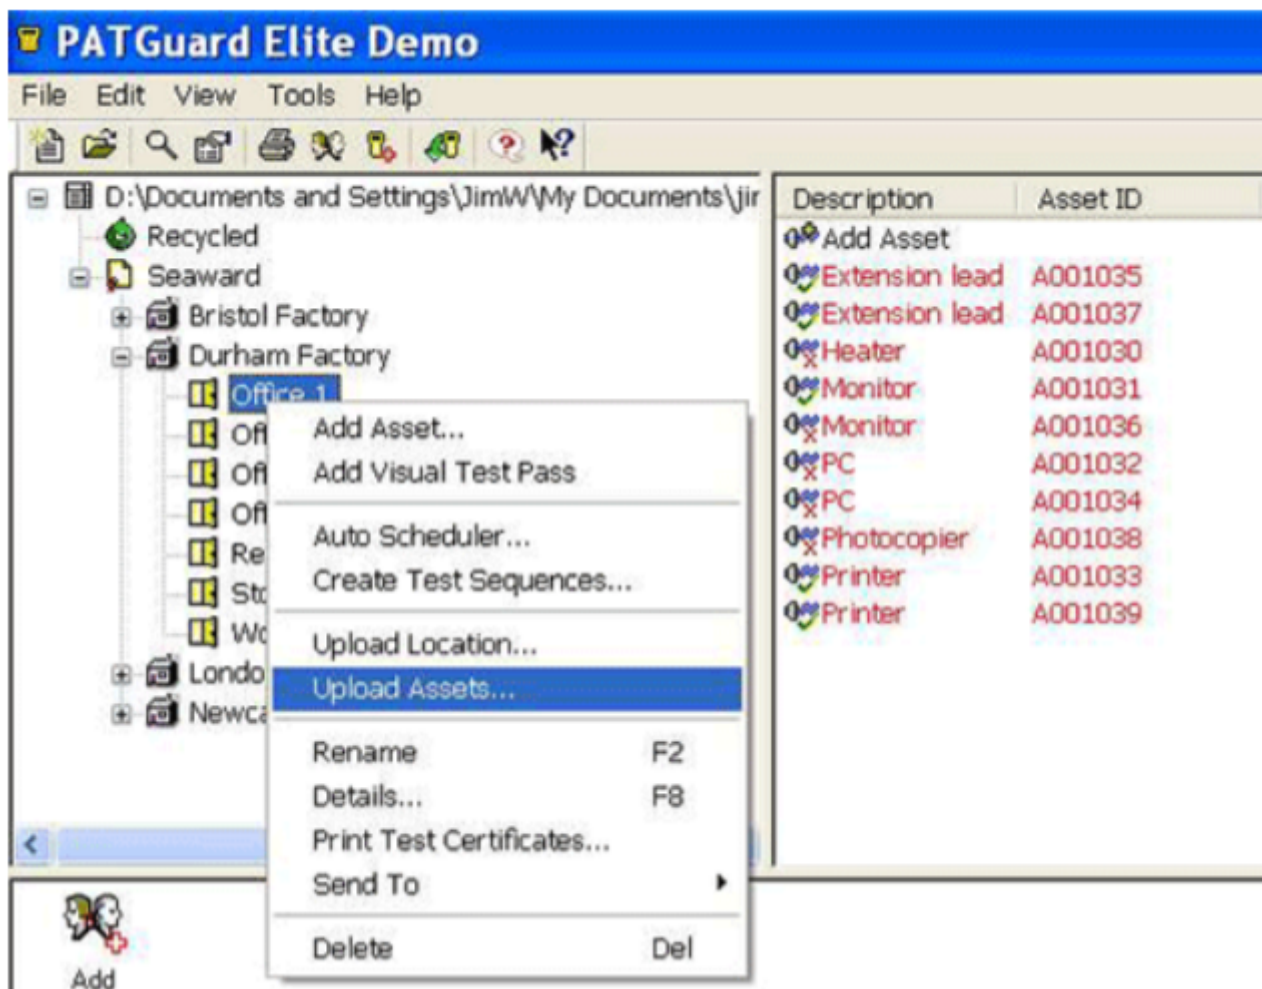 PATGuard Elite Demo
File Edit View Tools Help
D:\Documents and Settings\JimW\My Documents\jir
Recycled
Seaward
Bristol Factory
Durham Factory
Office 1
Of
Of
Of
Re
Sto
Wo
Londo
Newca
Add Asset...
Add Visual Test Pass
Auto Scheduler...
Create Test Sequences...
Upload Location...
Upload Assets...
Rename F2
Details... F8
Print Test Certificates...
Send To
Delete Del
Description Asset ID
Add Asset
Extension lead A001035
Extension lead A001037
Heater A001030
Monitor A001031
Monitor A001036
PC A001032
PC A001034
Photocopier A001038
Printer A001033
Printer A001039
Add